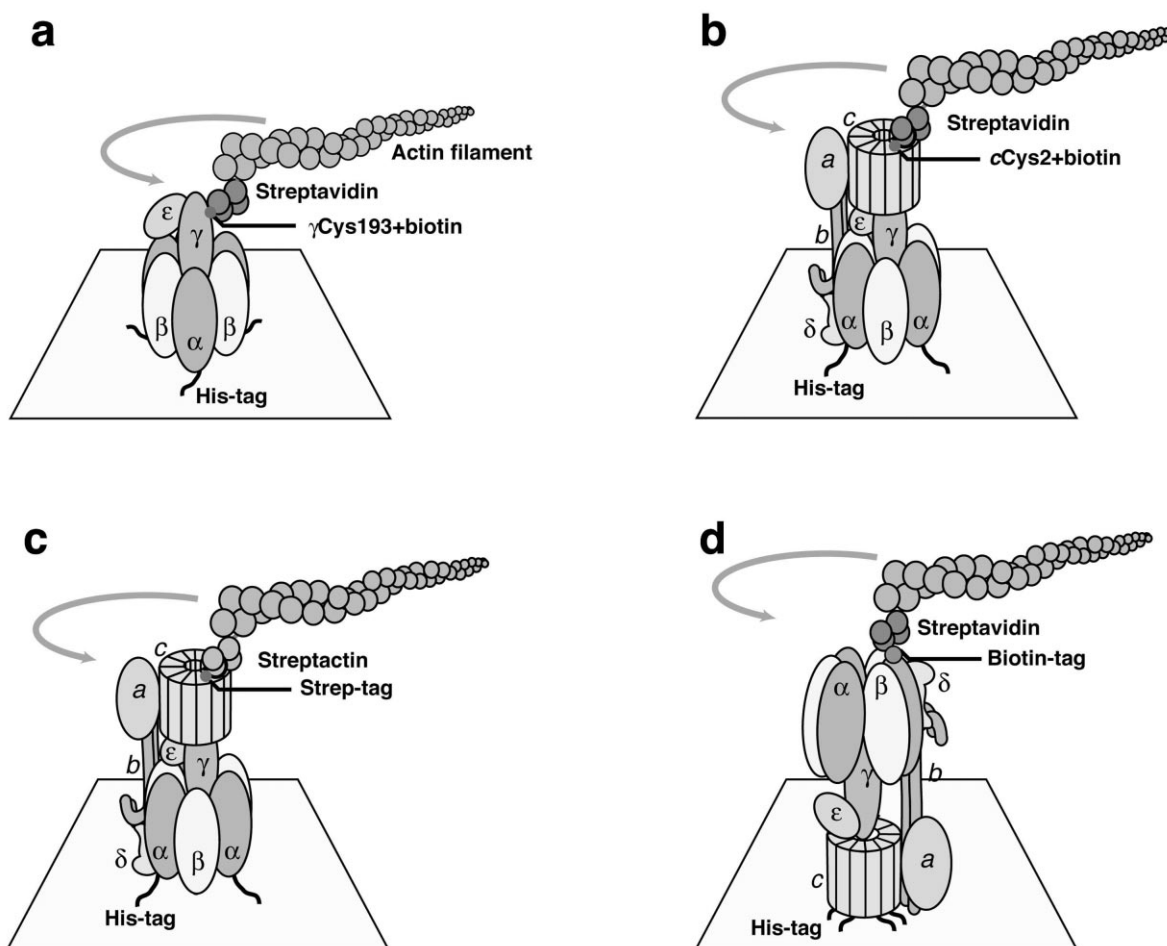 a
Actin filament
Streptavidin
ε
γ
γCys193+biotin
β
α
β
His-tag
b
c
Streptavidin
a
cCys2+biotin
ε
γ
b
δ
α
β
α
His-tag
c
c
Streptactin
a
Strep-tag
ε
γ
b
δ
α
β
α
His-tag
d
Streptavidin
Biotin-tag
α
β
δ
γ
b
ε
a
c
His-tag